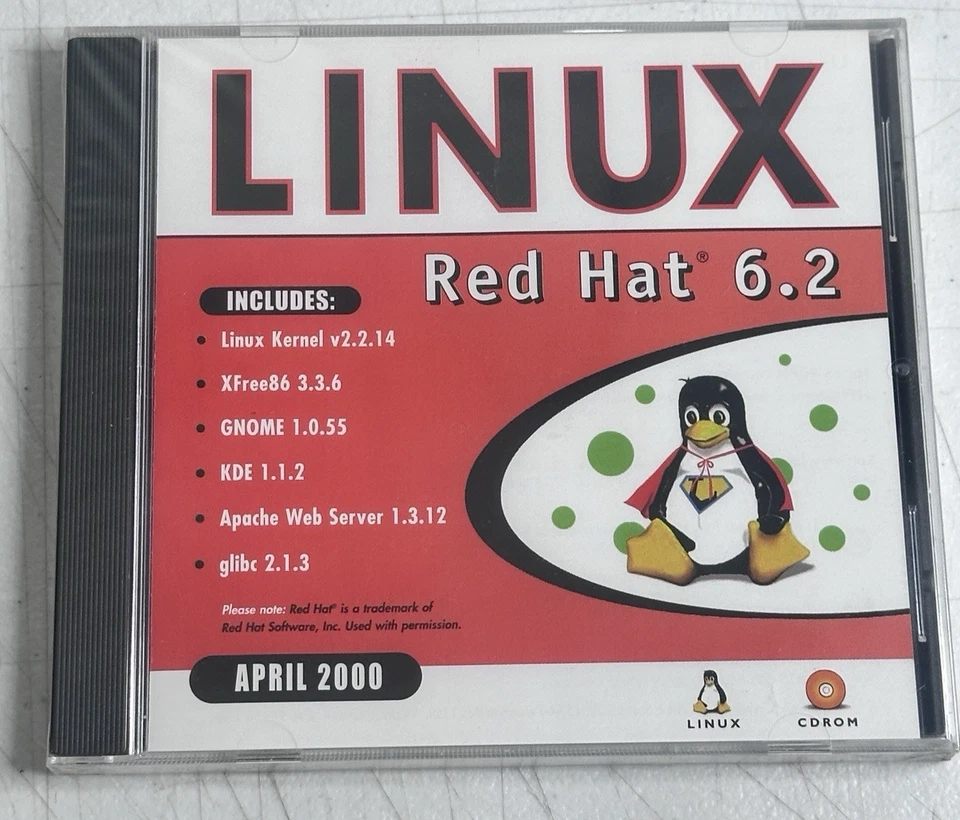 LINUX
Red Hat® 6.2
INCLUDES:
• Linux Kernel v2.2.14
• XFree86 3.3.6
• GNOME 1.0.55
• KDE 1.1.2
• Apache Web Server 1.3.12
• glibc 2.1.3
Please note: Red Hat® is a trademark of
Red Hat Software, Inc. Used with permission.
APRIL 2000
LINUX
CDROM